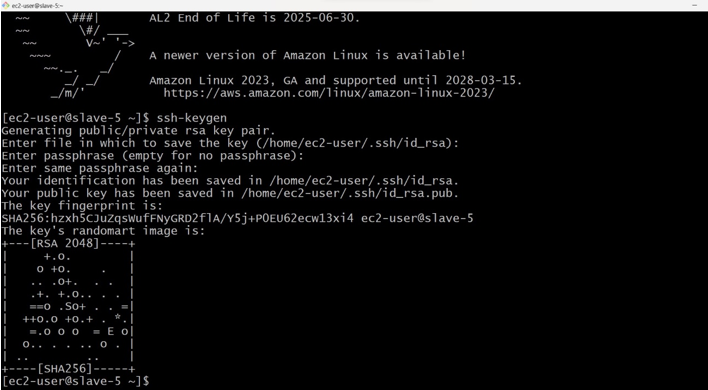 ec2-user@slave-5:~
~~     \###|        AL2 End of Life is 2025-06-30.
~~      \#/ ___
~~     V~' '->
~~~         /    A newer version of Amazon Linux is available!
~~._.   _/
_/ _/       Amazon Linux 2023, GA and supported until 2028-03-15.
_/m/'           https://aws.amazon.com/linux/amazon-linux-2023/
[ec2-user@slave-5 ~]$ ssh-keygen
Generating public/private rsa key pair.
Enter file in which to save the key (/home/ec2-user/.ssh/id_rsa):
Enter passphrase (empty for no passphrase):
Enter same passphrase again:
Your identification has been saved in /home/ec2-user/.ssh/id_rsa.
Your public key has been saved in /home/ec2-user/.ssh/id_rsa.pub.
The key fingerprint is:
SHA256:hzxh5CJuZqsWufFNyGRD2flA/Y5j+POEU62ecw13xi4 ec2-user@slave-5
The key's randomart image is:
+---[RSA 2048]----+
|     +.o.        |
|    o +o.    .   |
|   .. .o+.  . .  |
|   .+. +.o.. . . |
|   ==o .So+ . . =|
|  ++o.o +o.+ . *.|
|   =.o o o  = E o|
|  o.. . . .. o . |
| ..        ..    |
+----[SHA256]-----+
[ec2-user@slave-5 ~]$